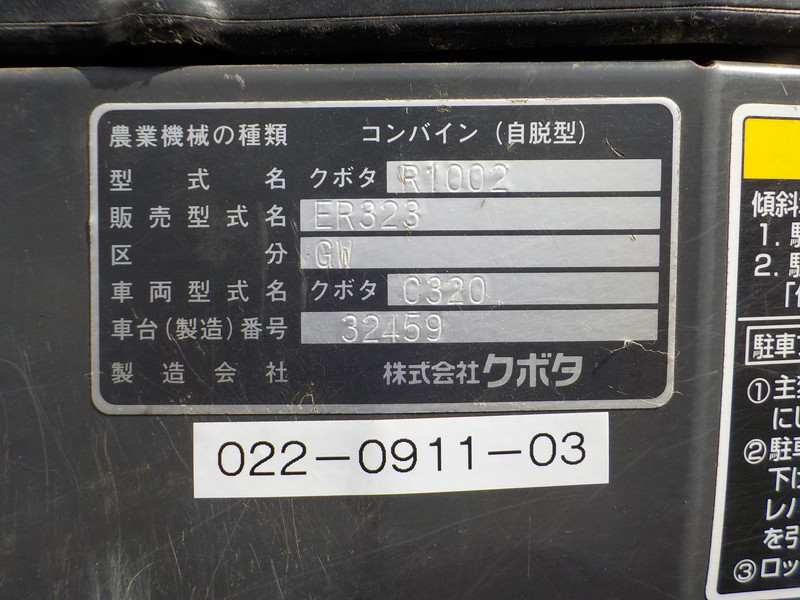 農業機械の種類 コンバイン（自脱型）
型式名 クボタ R1002
販売型式名 ER323
区分 GW
車両型式名 クボタ C320
車台(製造)番号 32459
製造会社 株式会社クボタ
022-0911-03
傾斜
1.
2.
駐車
①主
に
②駐車
下
レバ
を引
③ロッ